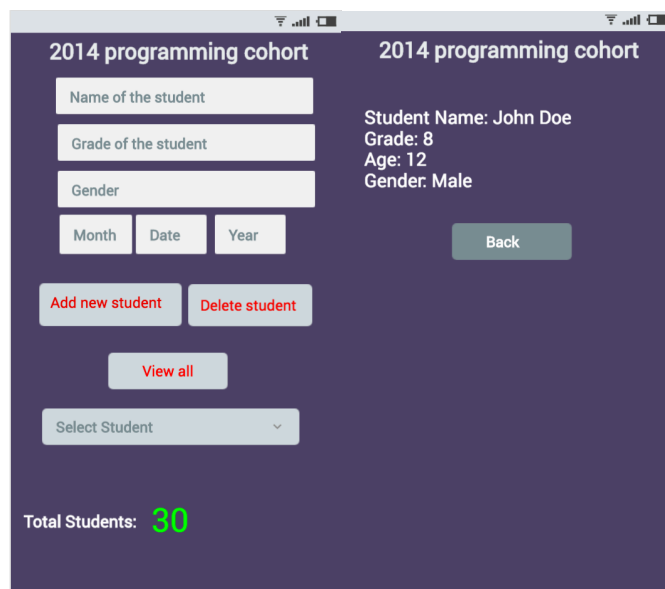 2014 programming cohort
Name of the student
Grade of the student
Gender
Month Date Year
Add new student Delete student
View all
Select Student
Total Students: 30
2014 programming cohort
Student Name: John Doe
Grade: 8
Age: 12
Gender: Male
Back